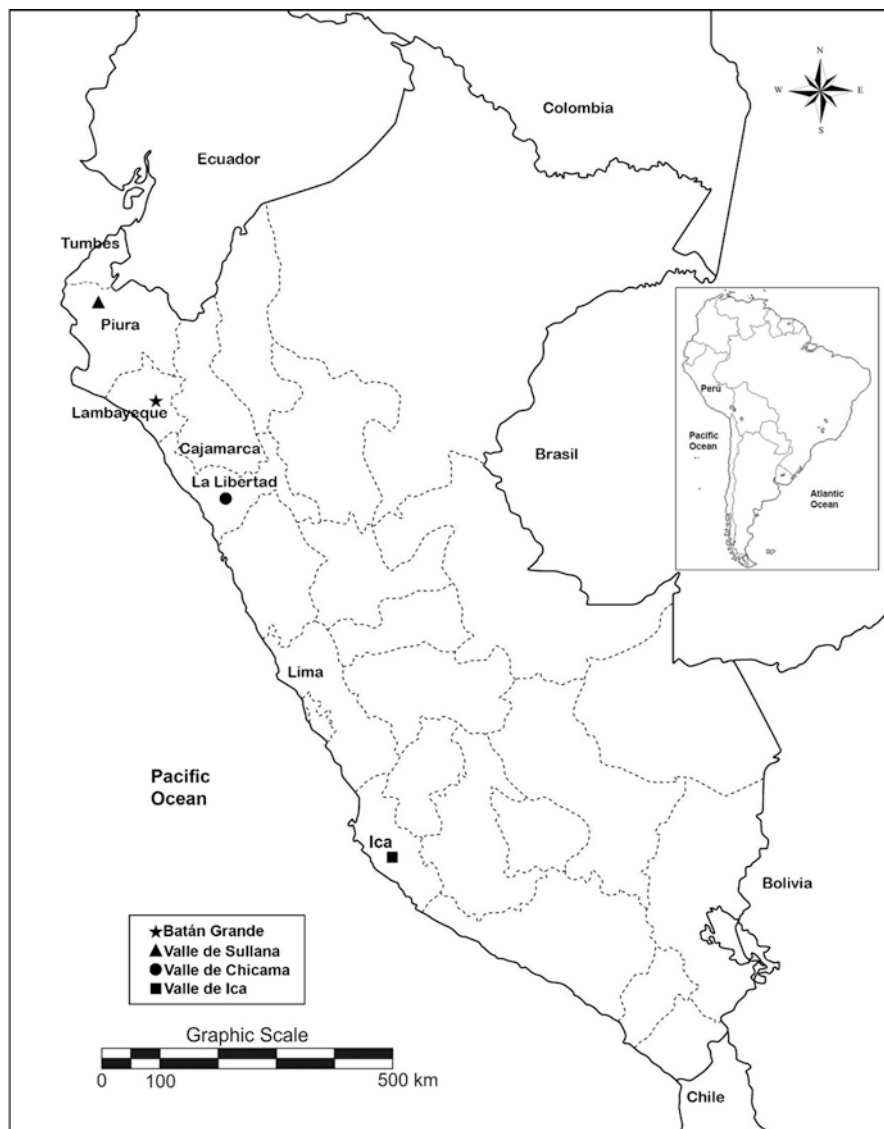 N
W
E
S
Colombia
Ecuador
Tumbes
Piura
Lambayeque
Cajamarca
La Libertad
Brasil
Perú
Pacific
Ocean
Atlantic
Ocean
Lima
Pacific
Ocean
Ica
Bolivia
Batán Grande
Valle de Sullana
Valle de Chicama
Valle de Ica
Graphic Scale
0 100 500 km
Chile